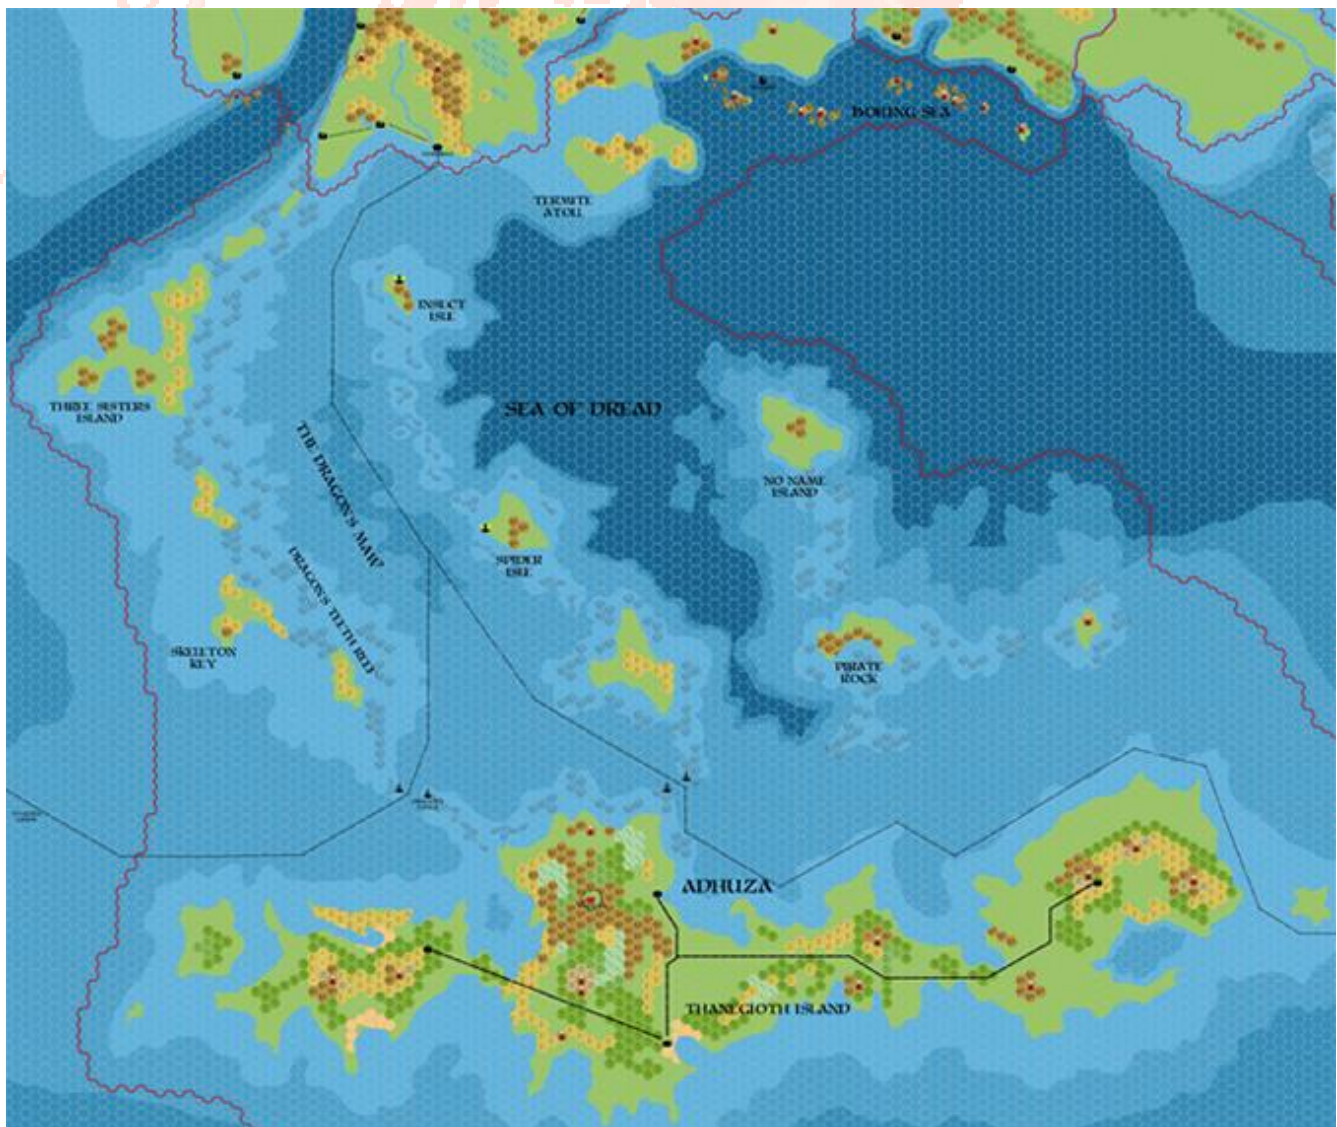 BORING SEA
TERMITE
ATOLL
INSECT
ISLE
THREE SISTERS
ISLAND
SEA OF DREAD
THE DRAGON'S MAW
NO NAME
ISLAND
SPIDER
ISLE
DRAGON'S TEETH REEF
SKELETON
KEY
PIRATE
ROCK
ADHUZA
THANEGIOTH ISLAND